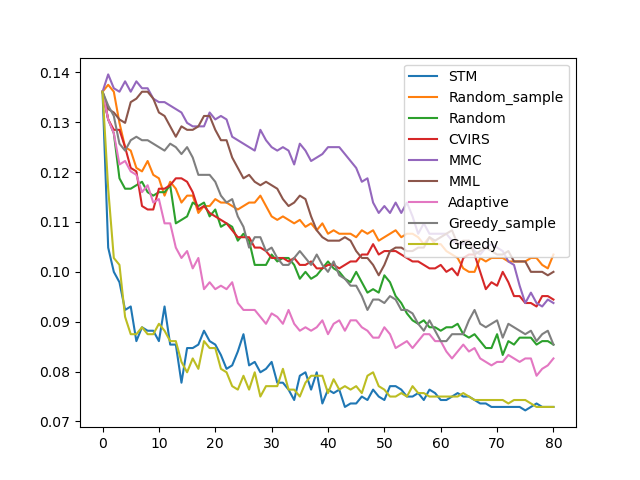 0.14
0.13
0.12
0.11
0.10
0.09
0.08
0.07
0 10 20 30 40 50 60 70 80
STM
Random_sample
Random
CVIRS
MMC
MML
Adaptive
Greedy_sample
Greedy